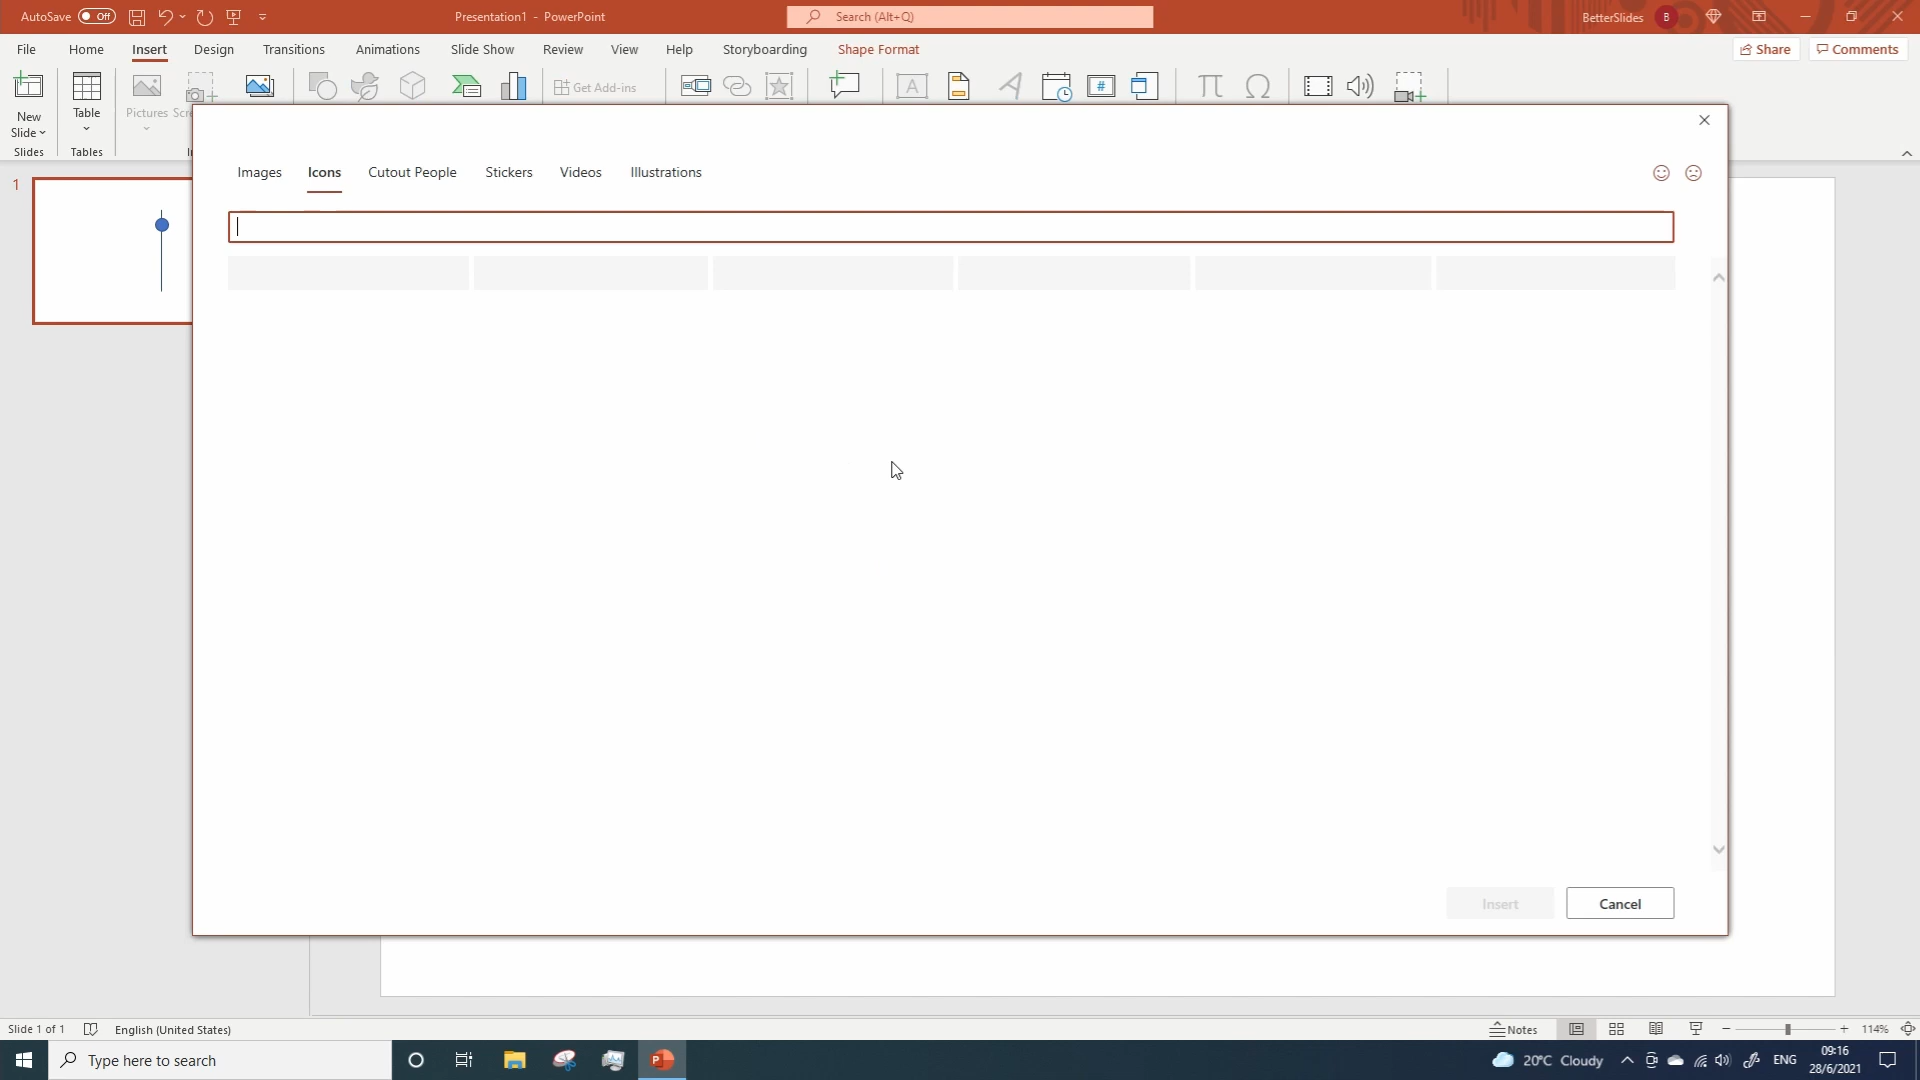 AutoSave Off
Presentation1 - PowerPoint
Search (Alt+Q)
BetterSlides B
File Home Insert Design Transitions Animations Slide Show Review View Help Storyboarding Shape Format
Share Comments
New Slide
Table
Pictures
Get Add-ins
Slides
Tables
Images Icons Cutout People Stickers Videos Illustrations
1
Insert Cancel
Slide 1 of 1 English (United States)
Notes
114%
Type here to search
20°C Cloudy
ENG
09:16
28/6/2021